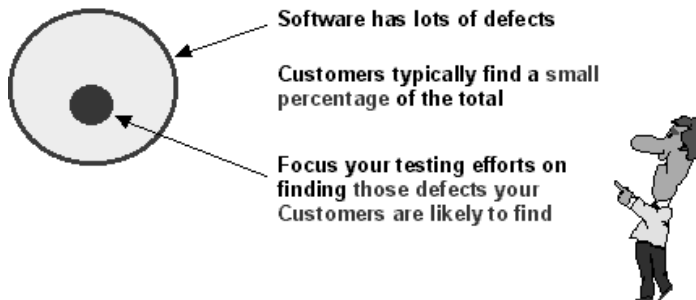 Software has lots of defects
Customers typically find a small
percentage of the total
Focus your testing efforts on
finding those defects your
Customers are likely to find